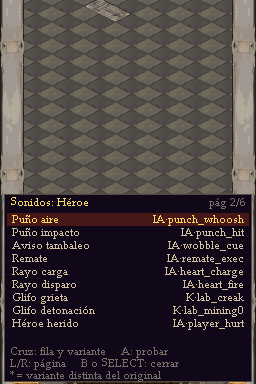 Sonidos: Héroe pág 2/6
Puño aire IA·punch_whoosh
Puño impacto IA·punch_hit
Aviso tambaleo IA·wobble_cue
Remate IA·remate_exec
Rayo carga IA·heart_charge
Rayo disparo IA·heart_fire
Glifo grieta K·lab_creak
Glifo detonación K·lab_mining0
Héroe herido IA·player_hurt
Cruz: fila y variante A: probar
L/R: página B o SELECT: cerrar
* = variante distinta del original